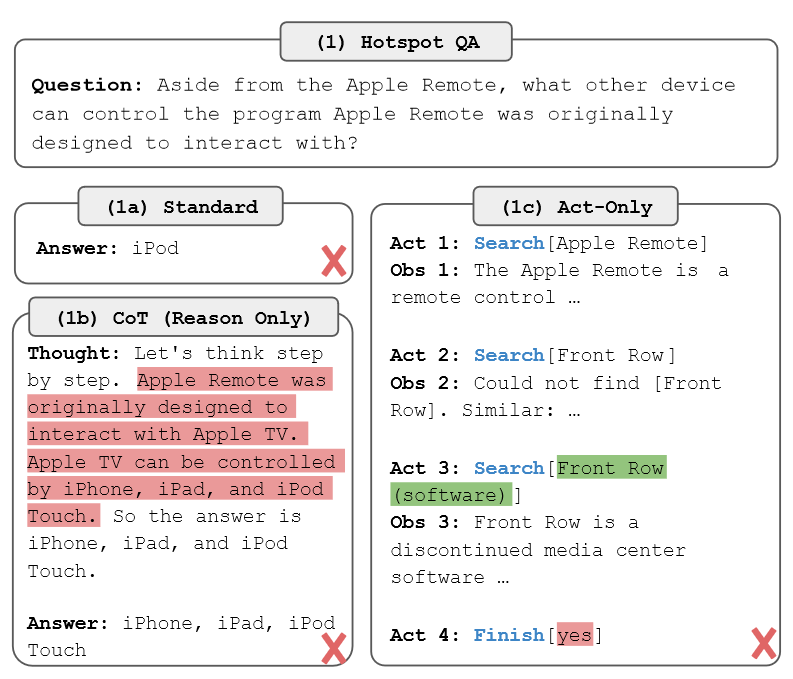 (1) Hotspot QA
Question: Aside from the Apple Remote, what other device
can control the program Apple Remote was originally
designed to interact with?
(1a) Standard
Answer: iPod
(1b) CoT (Reason Only)
Thought: Let's think step
by step. Apple Remote was
originally designed to
interact with Apple TV.
Apple TV can be controlled
by iPhone, iPad, and iPod
Touch. So the answer is
iPhone, iPad, and iPod
Touch.
Answer: iPhone, iPad, iPod
Touch
(1c) Act-Only
Act 1: Search[Apple Remote]
Obs 1: The Apple Remote is a
remote control …
Act 2: Search[Front Row]
Obs 2: Could not find [Front
Row]. Similar: …
Act 3: Search[Front Row
(software)]
Obs 3: Front Row is a
discontinued media center
software …
Act 4: Finish[yes]